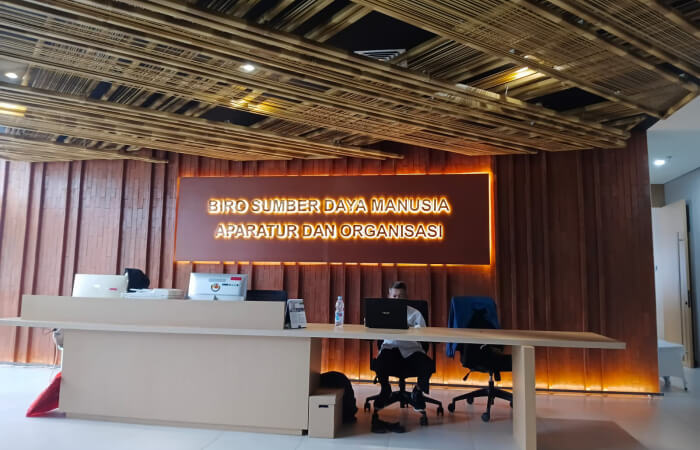 BIRO SUMBER DAYA MANUSIA
APARATUR DAN ORGANISASI